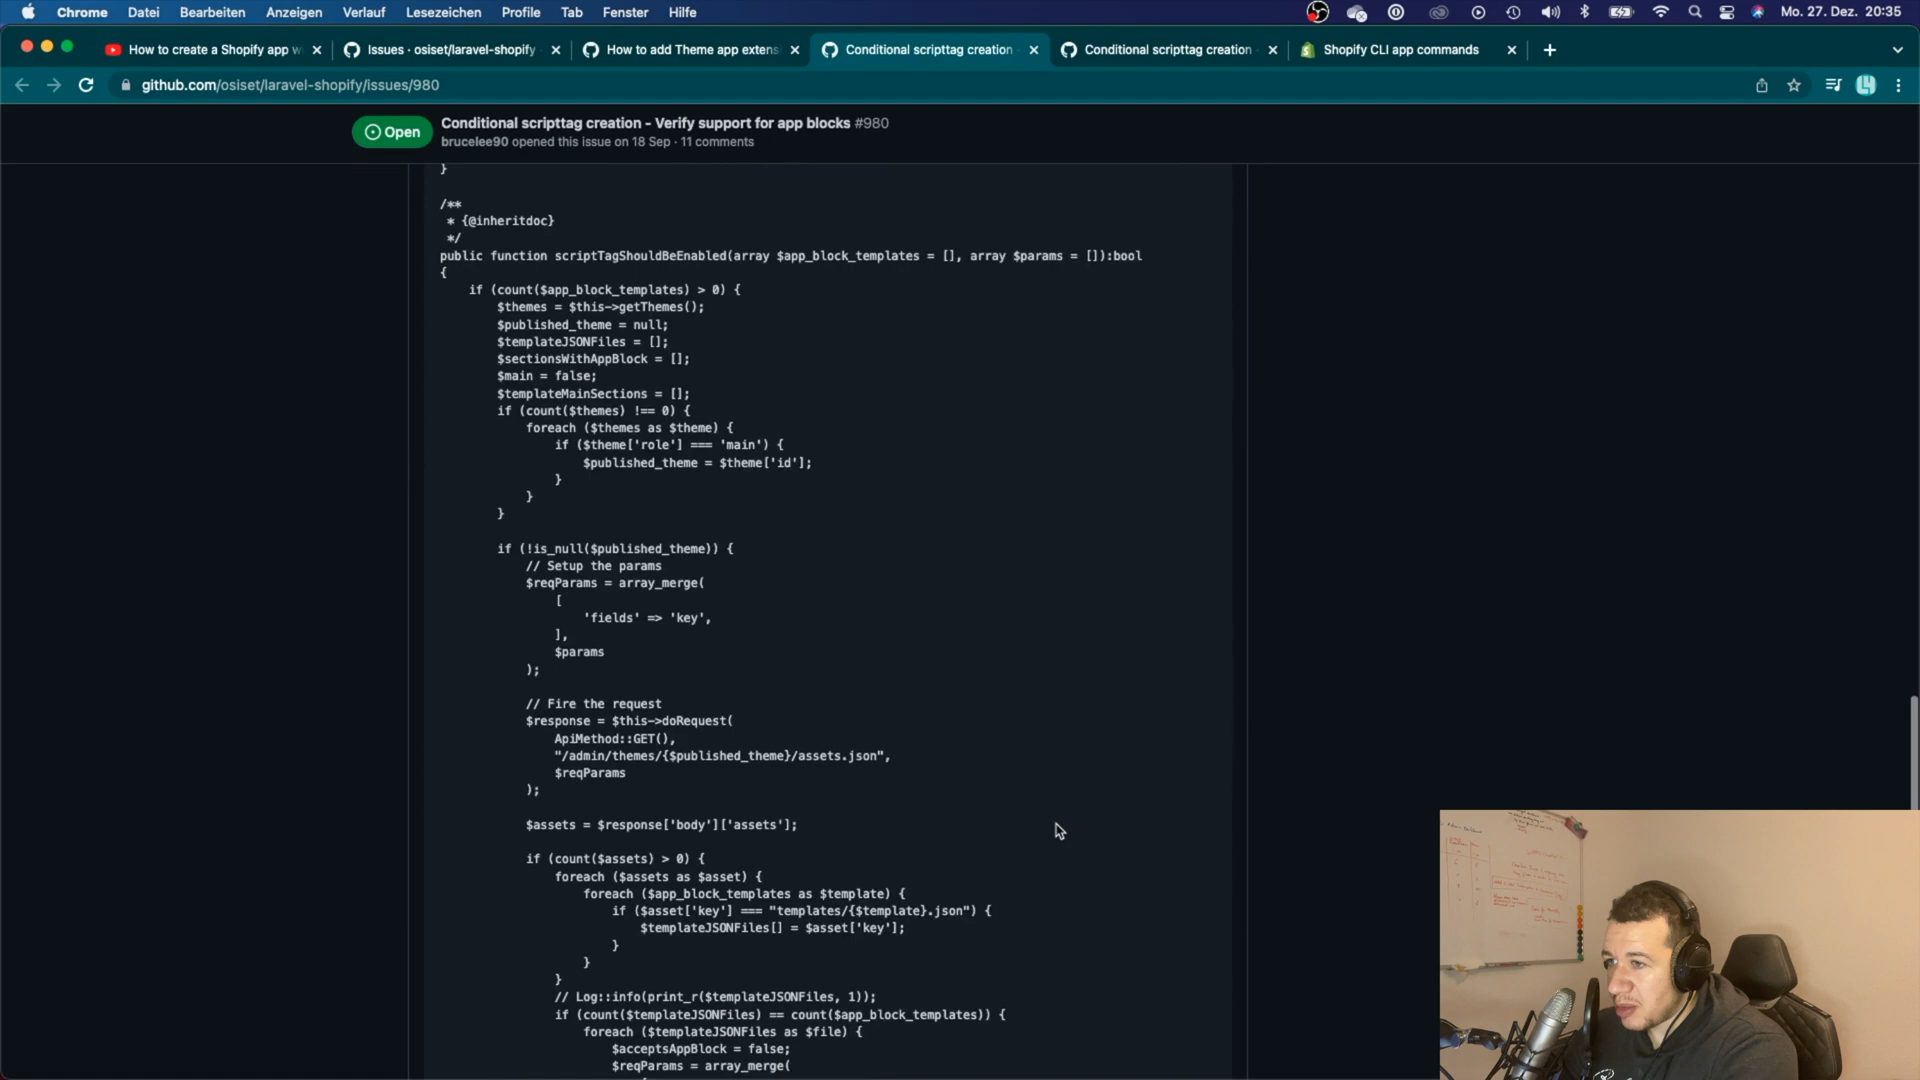 Chrome Datei Bearbeiten Anzeigen Verlauf Lesezeichen Profile Tab Fenster Hilfe Mo. 27. Dez. 20:35
How to create a Shopify app w Issues · osiset/laravel-shopify How to add Theme app extens Conditional scripttag creation Conditional scripttag creation Shopify CLI app commands
github.com/osiset/laravel-shopify/issues/980
Open
Conditional scripttag creation - Verify support for app blocks #980
brucelee90 opened this issue on 18 Sep · 11 comments
}
/**
* {@inheritdoc}
*/
public function scriptTagShouldBeEnabled(array $app_block_templates = [], array $params = []):bool
{
if (count($app_block_templates) > 0) {
$themes = $this->getThemes();
$published_theme = null;
$templateJSONFiles = [];
$sectionsWithAppBlock = [];
$main = false;
$templateMainSections = [];
if (count($themes) !== 0) {
foreach ($themes as $theme) {
if ($theme['role'] === 'main') {
$published_theme = $theme['id'];
}
}
}
if (!is_null($published_theme)) {
// Setup the params
$reqParams = array_merge(
[
'fields' => 'key',
],
$params
);
// Fire the request
$response = $this->doRequest(
ApiMethod::GET(),
"/admin/themes/{$published_theme}/assets.json",
$reqParams
);
$assets = $response['body']['assets'];
if (count($assets) > 0) {
foreach ($assets as $asset) {
foreach ($app_block_templates as $template) {
if ($asset['key'] === "templates/{$template}.json") {
$templateJSONFiles[] = $asset['key'];
}
}
}
// Log::info(print_r($templateJSONFiles, 1));
if (count($templateJSONFiles) == count($app_block_templates)) {
foreach ($templateJSONFiles as $file) {
$acceptsAppBlock = false;
$reqParams = array_merge(